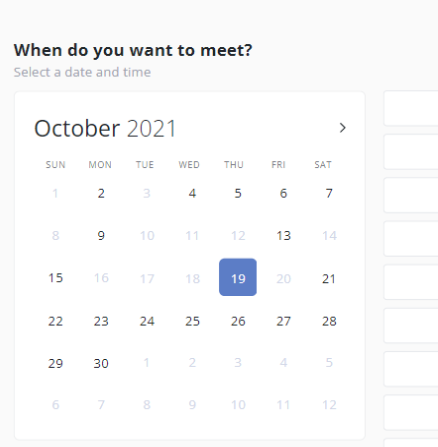 When do you want to meet?
Select a date and time
October 2021 >
SUN MON TUE WED THU FRI SAT
1 2 3 4 5 6 7
8 9 10 11 12 13 14
15 16 17 18 19 20 21
22 23 24 25 26 27 28
29 30 1 2 3 4 5
6 7 8 9 10 11 12